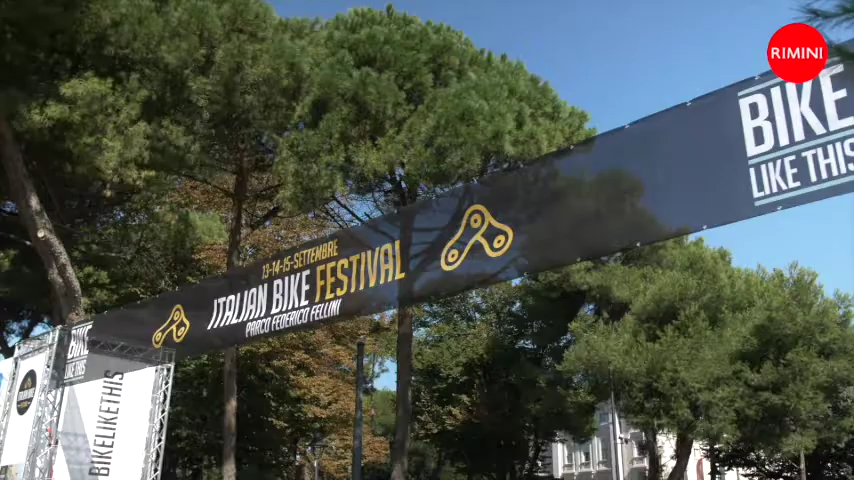 RIMINI
BIKE
LIKE THIS
13-14-15-SETTEMBRE
ITALIAN BIKE FESTIVAL
PARCO FEDERICO FELLINI
BIKE
LIKE THIS
BIKELIKETHIS